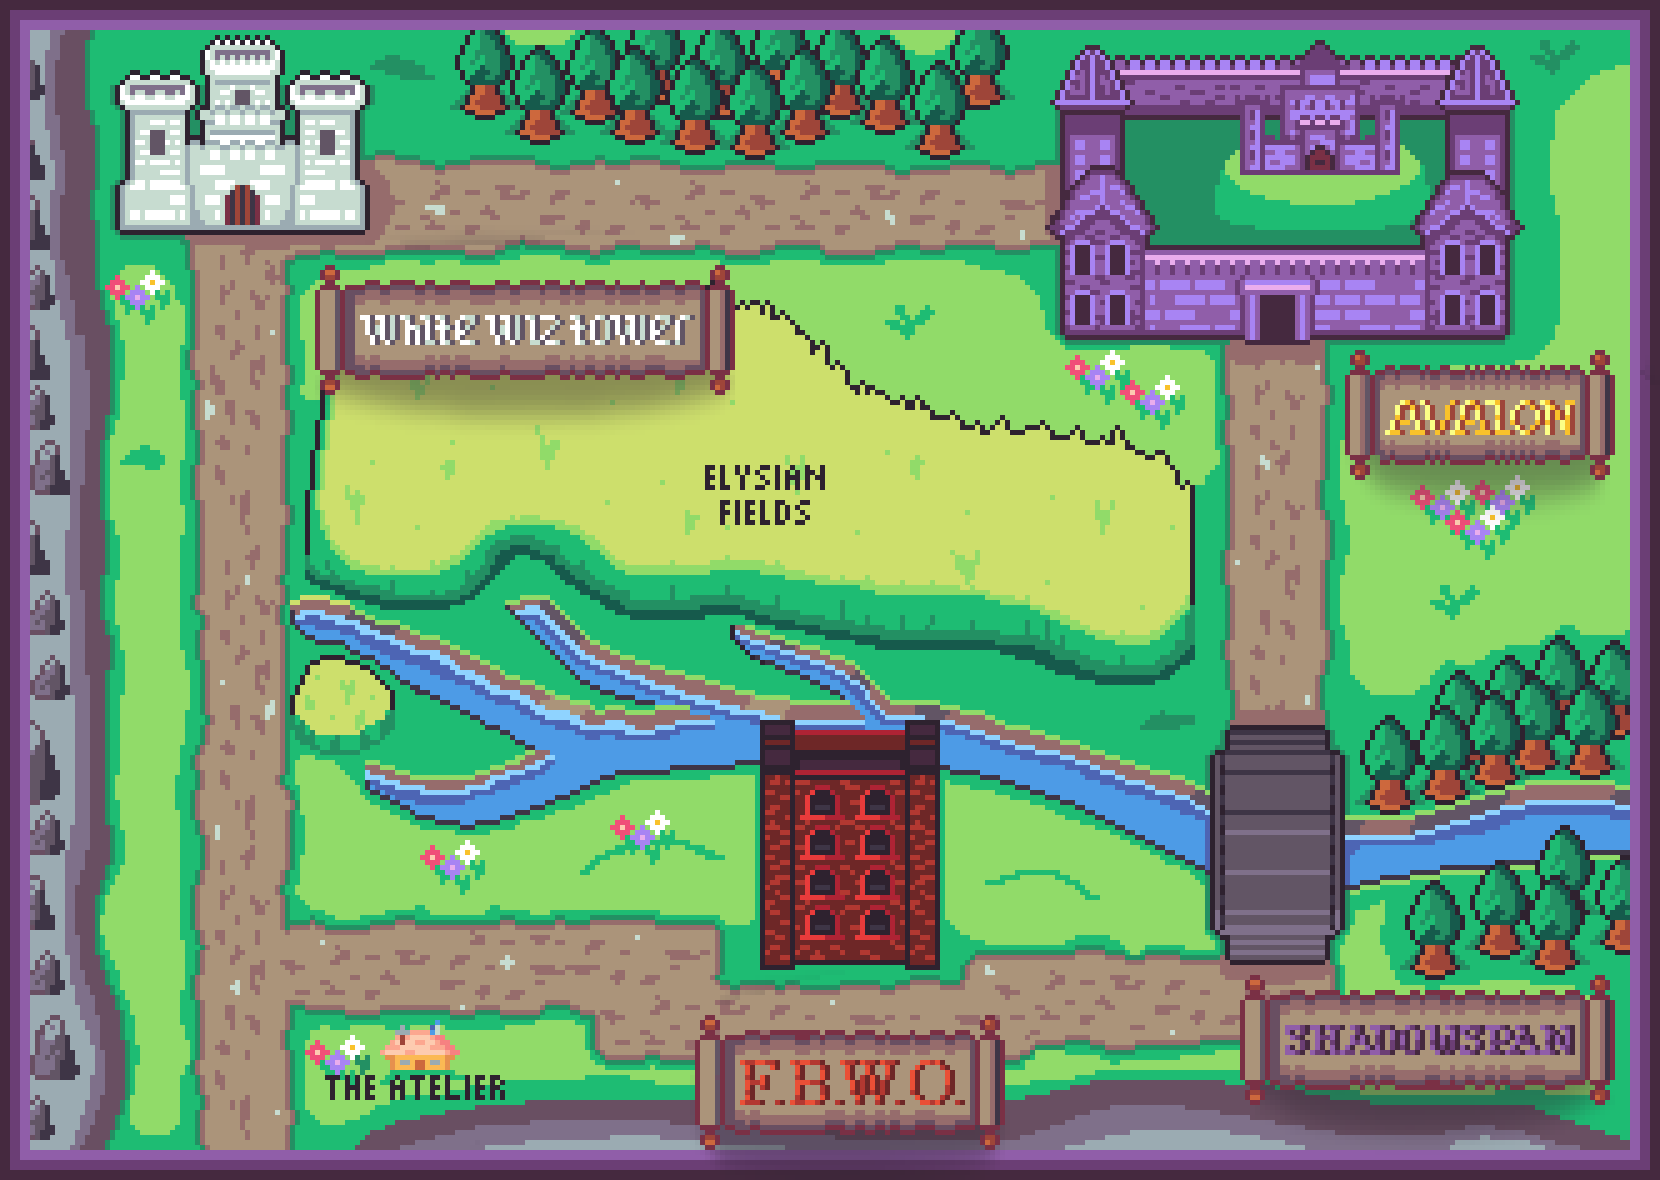 White Wiz tower
AVALON
ELYSIAN
FIELDS
SHADOWSPAN
F.B.W.O.
THE ATELIER